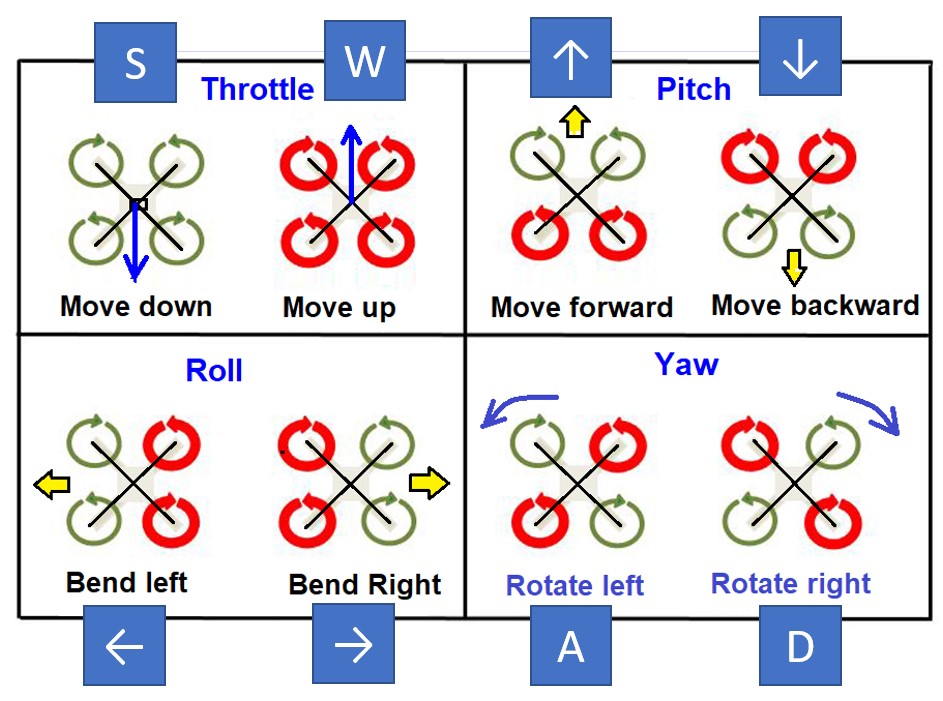 S
W
↑
↓
Throttle
Pitch
Move down
Move up
Move forward
Move backward
Roll
Yaw
Bend left
Bend Right
Rotate left
Rotate right
←
→
A
D